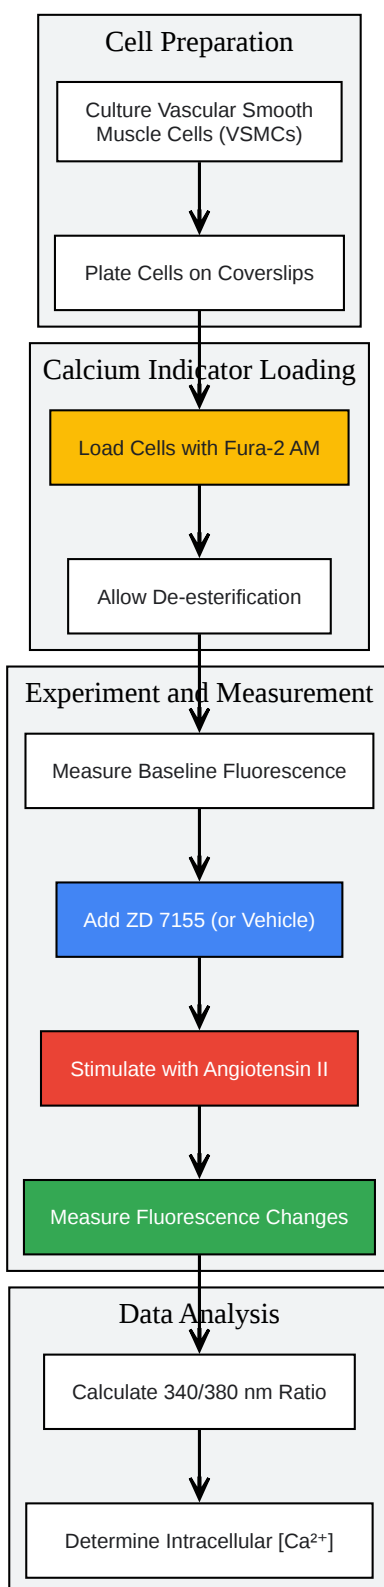 Cell Preparation
Culture Vascular Smooth
Muscle Cells (VSMCs)
Plate Cells on Coverslips
Calcium Indicator Loading
Load Cells with Fura-2 AM
Allow De-esterification
Experiment and Measurement
Measure Baseline Fluorescence
Add ZD 7155 (or Vehicle)
Stimulate with Angiotensin II
Measure Fluorescence Changes
Data Analysis
Calculate 340/380 nm Ratio
Determine Intracellular [Ca²⁺]